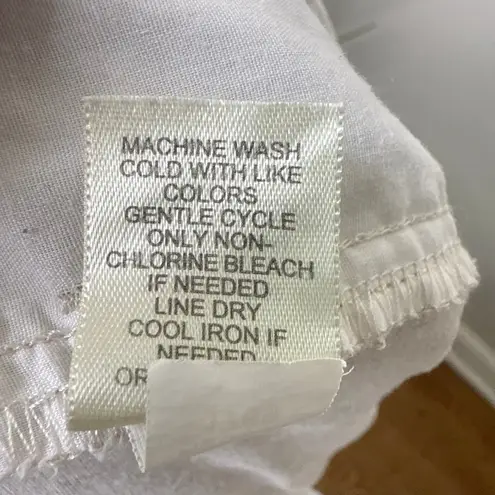 MACHINE WASH
COLD WITH LIKE
COLORS
GENTLE CYCLE
ONLY NON-
CHLORINE BLEACH
IF NEEDED
LINE DRY
COOL IRON IF
NEEDED
OR